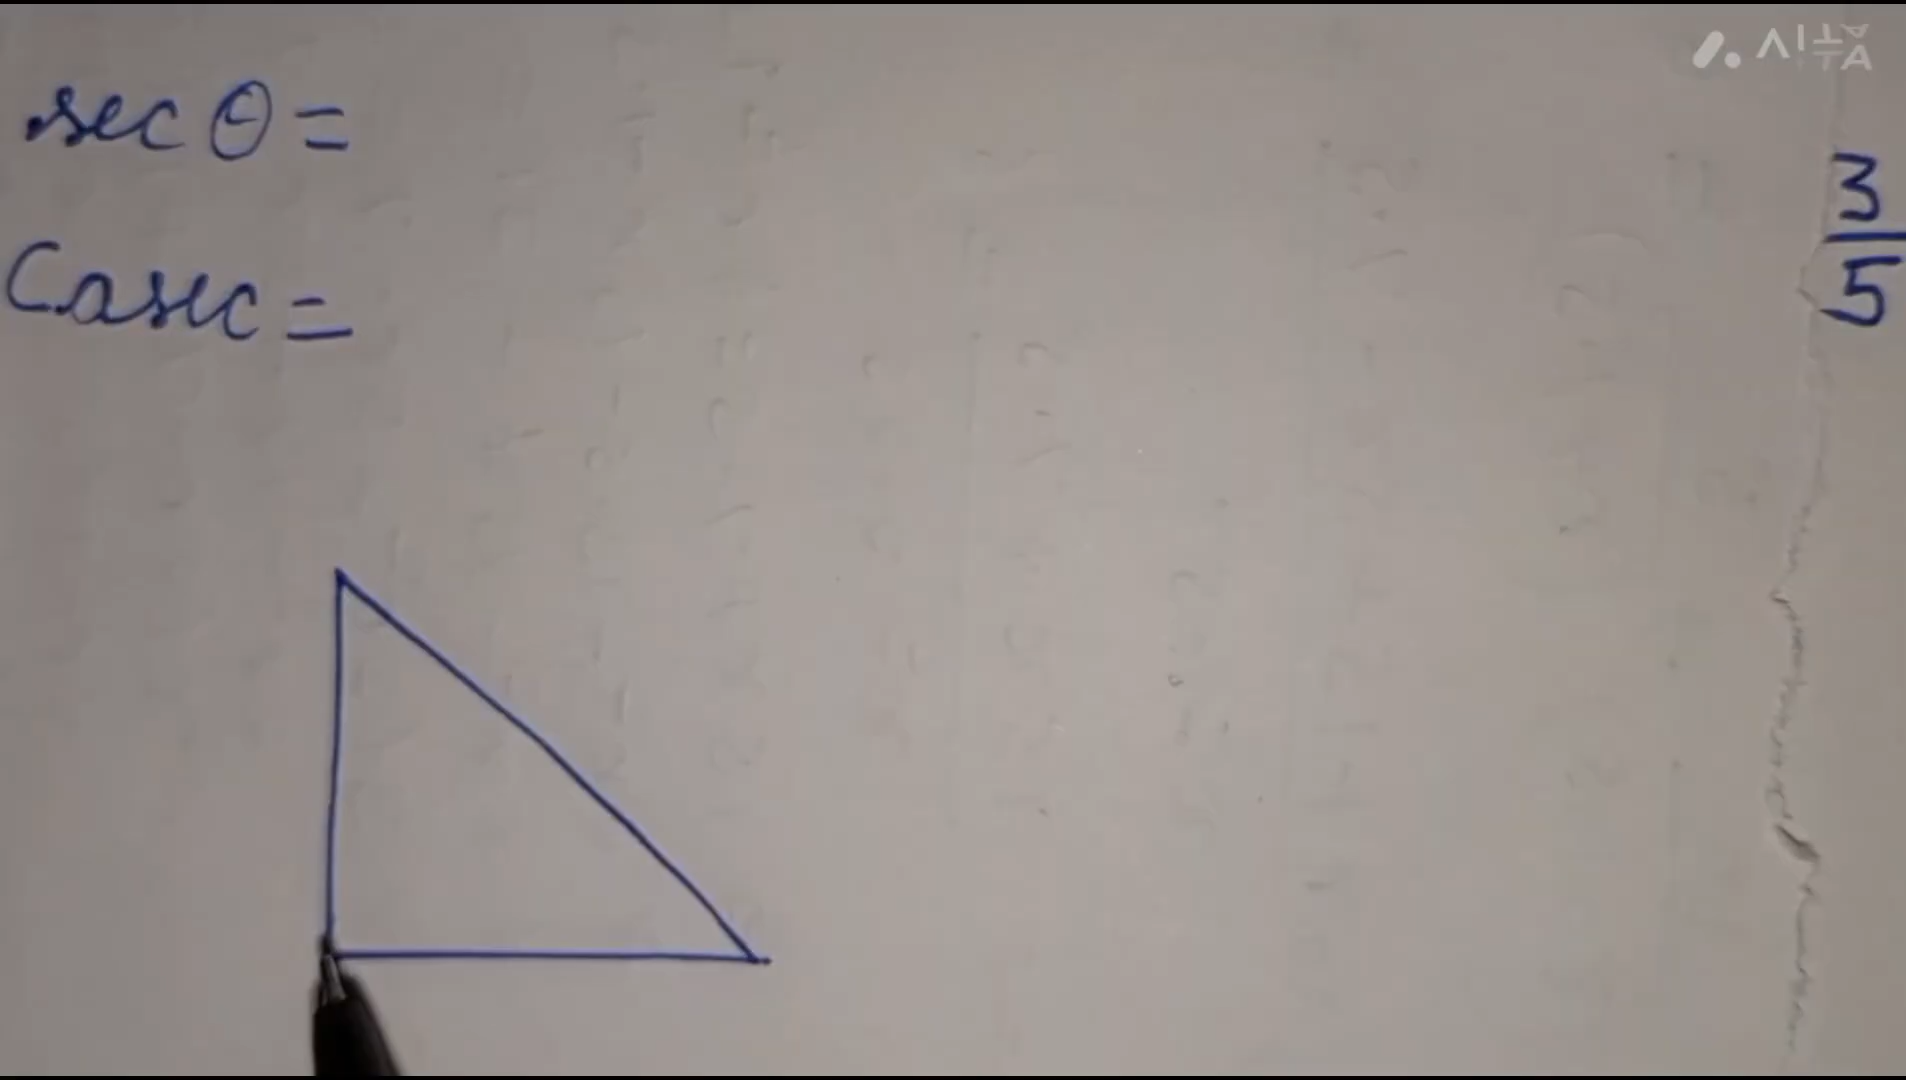 sec θ =
Cosec =
3
5